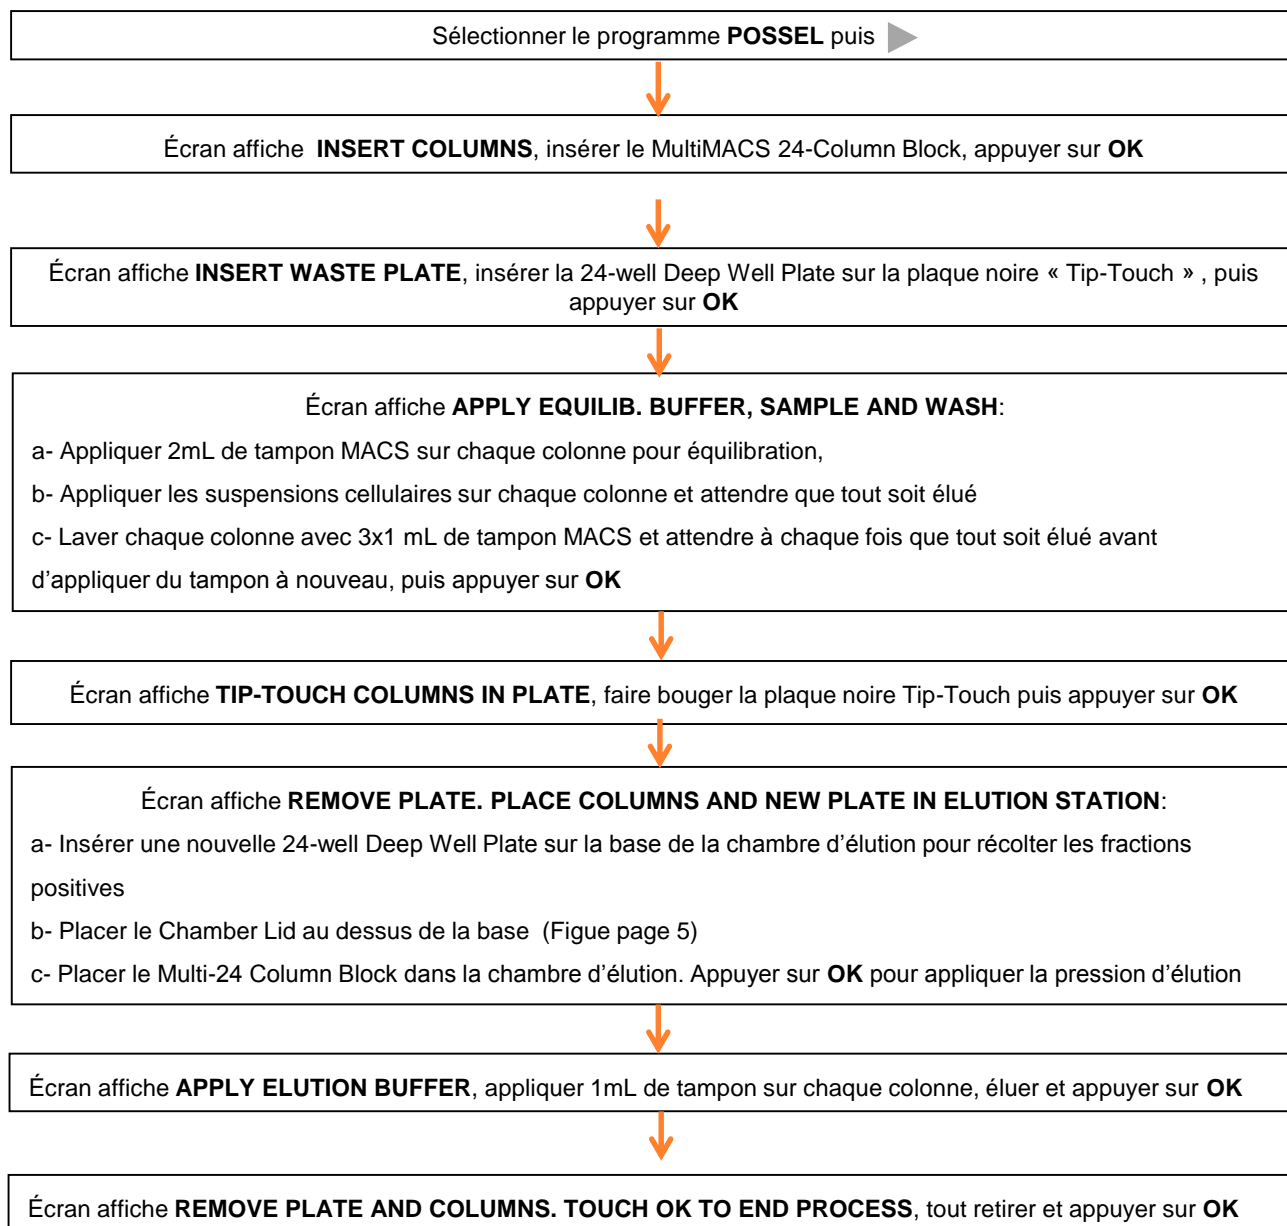 Sélectionner le programme POSSEL puis
Écran affiche INSERT COLUMNS, insérer le MultiMACS 24-Column Block, appuyer sur OK
Écran affiche INSERT WASTE PLATE, insérer la 24-well Deep Well Plate sur la plaque noire « Tip-Touch » , puis
appuyer sur OK
Écran affiche APPLY EQUILIB. BUFFER, SAMPLE AND WASH:
a- Appliquer 2mL de tampon MACS sur chaque colonne pour équilibration,
b- Appliquer les suspensions cellulaires sur chaque colonne et attendre que tout soit élué
c- Laver chaque colonne avec 3x1 mL de tampon MACS et attendre à chaque fois que tout soit élué avant
d’appliquer du tampon à nouveau, puis appuyer sur OK
Écran affiche TIP-TOUCH COLUMNS IN PLATE, faire bouger la plaque noire Tip-Touch puis appuyer sur OK
Écran affiche REMOVE PLATE. PLACE COLUMNS AND NEW PLATE IN ELUTION STATION:
a- Insérer une nouvelle 24-well Deep Well Plate sur la base de la chambre d’élution pour récolter les fractions
positives
b- Placer le Chamber Lid au dessus de la base (Figue page 5)
c- Placer le Multi-24 Column Block dans la chambre d’élution. Appuyer sur OK pour appliquer la pression d’élution
Écran affiche APPLY ELUTION BUFFER, appliquer 1mL de tampon sur chaque colonne, éluer et appuyer sur OK
Écran affiche REMOVE PLATE AND COLUMNS. TOUCH OK TO END PROCESS, tout retirer et appuyer sur OK